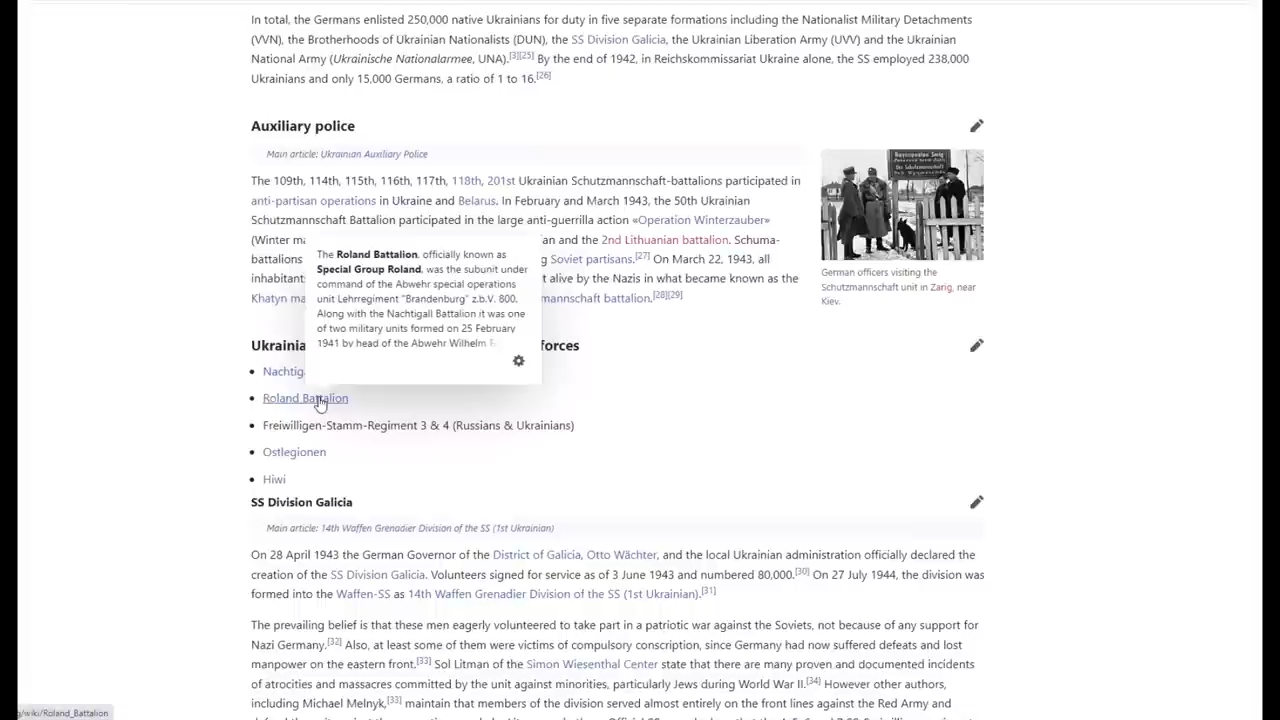 In total, the Germans enlisted 250,000 native Ukrainians for duty in five separate formations including the Nationalist Military Detachments
(VVN), the Brotherhoods of Ukrainian Nationalists (DUN), the SS Division Galicia, the Ukrainian Liberation Army (UVV) and the Ukrainian
National Army (Ukrainische Nationalarmee, UNA).[3][25] By the end of 1942, in Reichskommissariat Ukraine alone, the SS employed 238,000
Ukrainians and only 15,000 Germans, a ratio of 1 to 16.[26]
Auxiliary police
Main article: Ukrainian Auxiliary Police
The 109th, 114th, 115th, 116th, 117th, 118th, 201st Ukrainian Schutzmannschaft-battalions participated in
anti-partisan operations in Ukraine and Belarus. In February and March 1943, the 50th Ukrainian
Schutzmannschaft Battalion participated in the large anti-guerrilla action «Operation Winterzauber»
(Winter ma an and the 2nd Lithuanian battalion. Schuma-
battalions g Soviet partisans.[27] On March 22, 1943, all
inhabitants t alive by the Nazis in what became known as the
Khatyn ma mannschaft battalion.[28][29]
German officers visiting the
Schutzmannschaft unit in Zarig, near
Kiev.
The Roland Battalion, officially known as
Special Group Roland, was the subunit under
command of the Abwehr special operations
unit Lehrregiment "Brandenburg" z.b.V. 800.
Along with the Nachtigall Battalion it was one
of two military units formed on 25 February
1941 by head of the Abwehr Wilhelm F
Ukrainia forces
Nachtiga
Roland Battalion
Freiwilligen-Stamm-Regiment 3 & 4 (Russians & Ukrainians)
Ostlegionen
Hiwi
SS Division Galicia
Main article: 14th Waffen Grenadier Division of the SS (1st Ukrainian)
On 28 April 1943 the German Governor of the District of Galicia, Otto Wächter, and the local Ukrainian administration officially declared the
creation of the SS Division Galicia. Volunteers signed for service as of 3 June 1943 and numbered 80,000.[30] On 27 July 1944, the division was
formed into the Waffen-SS as 14th Waffen Grenadier Division of the SS (1st Ukrainian).[31]
The prevailing belief is that these men eagerly volunteered to take part in a patriotic war against the Soviets, not because of any support for
Nazi Germany.[32] Also, at least some of them were victims of compulsory conscription, since Germany had now suffered defeats and lost
manpower on the eastern front.[33] Sol Litman of the Simon Wiesenthal Center state that there are many proven and documented incidents
of atrocities and massacres committed by the unit against minorities, particularly Jews during World War II.[34] However other authors,
including Michael Melnyk,[33] maintain that members of the division served almost entirely on the front lines against the Red Army and
g/wiki/Roland_Battalion